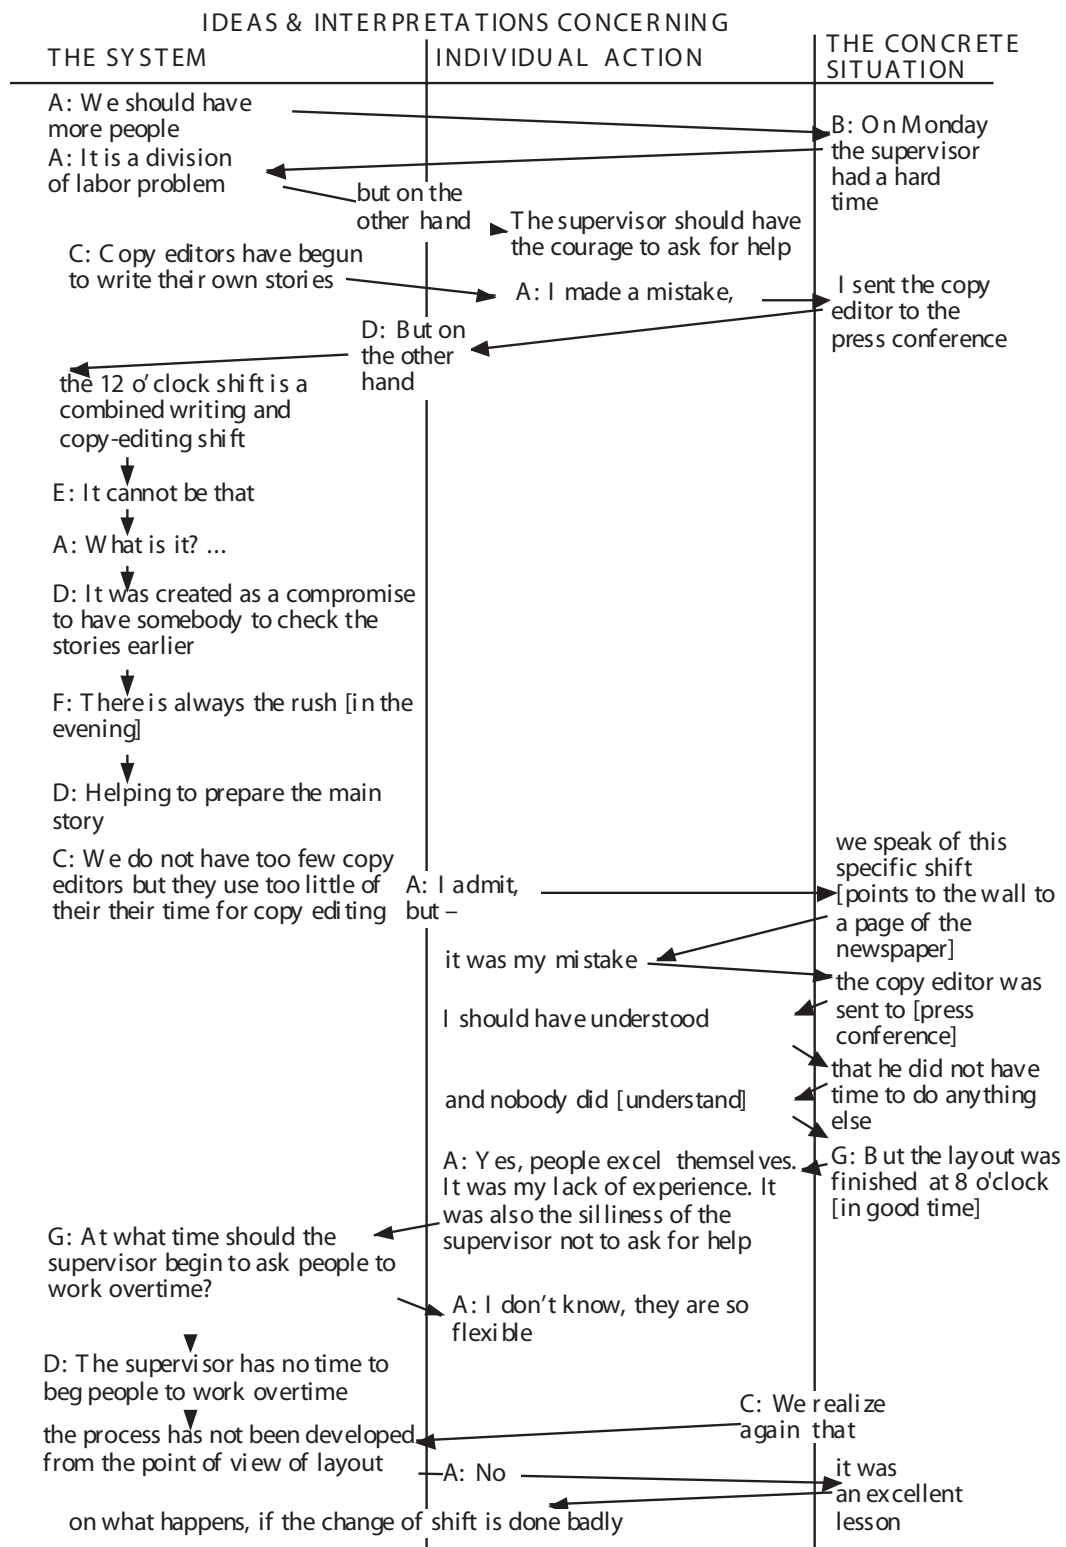 IDEAS & INTERPRETATIONS CONCERNING
THE SYSTEM
INDIVIDUAL ACTION
THE CONCRETE
SITUATION
A: We should have
more people
B: On Monday
the supervisor
had a hard
time
A: It is a division
of labor problem
but on the
other hand
The supervisor should have
the courage to ask for help
C: Copy editors have begun
to write their own stories
A: I made a mistake,
I sent the copy
editor to the
press conference
D: But on
the other
hand
the 12 o'clock shift is a
combined writing and
copy-editing shift
E: It cannot be that
A: What is it? ...
D: It was created as a compromise
to have somebody to check the
stories earlier
F: There is always the rush [in the
evening]
D: Helping to prepare the main
story
C: We do not have too few copy
editors but they use too little of
their their time for copy editing
A: I admit,
but –
we speak of this
specific shift
[points to the wall to
a page of the
newspaper]
it was my mistake
the copy editor was
sent to [press
conference]
I should have understood
that he did not have
time to do anything
else
and nobody did [understand]
G: But the layout was
finished at 8 o'clock
[in good time]
A: Yes, people excel themselves.
It was my lack of experience. It
was also the silliness of the
supervisor not to ask for help
G: At what time should the
supervisor begin to ask people to
work overtime?
A: I don't know, they are so
flexible
D: The supervisor has no time to
beg people to work overtime
C: We realize
again that
the process has not been developed
from the point of view of layout
A: No
it was
an excellent
lesson
on what happens, if the change of shift is done badly